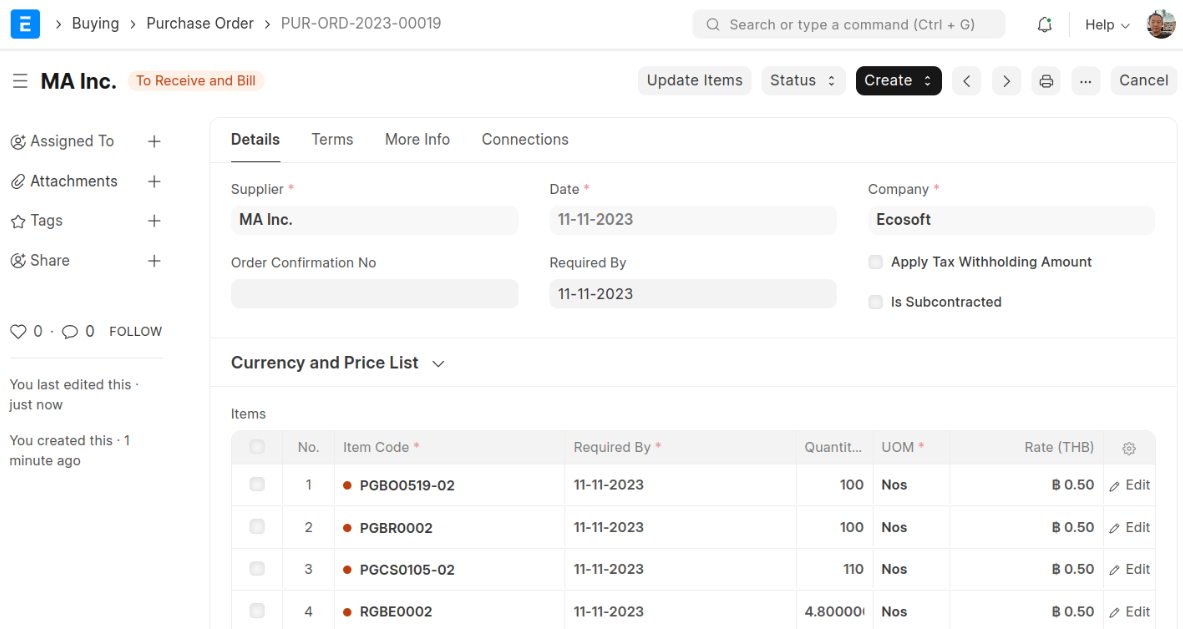 E > Buying > Purchase Order > PUR-ORD-2023-00019 Search or type a command (Ctrl + G) Help
MA Inc. To Receive and Bill Update Items Status Create ... Cancel
Assigned To +
Attachments +
Tags +
Share +
0 · 0 FOLLOW
You last edited this ·
just now
You created this · 1
minute ago
Details Terms More Info Connections
Supplier * Date * Company *
MA Inc. 11-11-2023 Ecosoft
Order Confirmation No Required By Apply Tax Withholding Amount
11-11-2023 Is Subcontracted
Currency and Price List
Items
No. Item Code * Required By * Quantit... UOM * Rate (THB)
1 PGBO0519-02 11-11-2023 100 Nos ฿ 0.50 Edit
2 PGBR0002 11-11-2023 100 Nos ฿ 0.50 Edit
3 PGCS0105-02 11-11-2023 110 Nos ฿ 0.50 Edit
4 RGBE0002 11-11-2023 4.80000 Nos ฿ 0.50 Edit